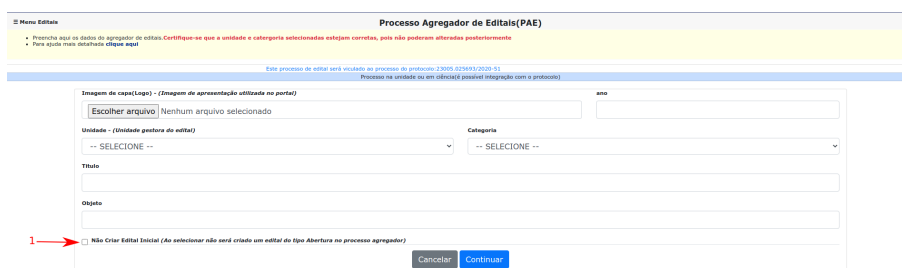 ≡ Menu Editais
Processo Agregador de Editais(PAE)
Preencha aqui os dados do agregador de editais.Certifique-se que a unidade e catergoria selecionadas estejam corretas, pois não poderam alteradas posteriormente
Para ajuda mais detalhada clique aqui
Este processo de edital será viculado ao processo do protocolo:23005.025693/2020-51
Processo na unidade ou em ciência(é possível integração com o protocolo)
Imagem de capa(Logo) - (Imagem de apresentação utilizada no portal)
ano
Escolher arquivo Nenhum arquivo selecionado
Unidade - (Unidade gestora do edital)
Categoria
-- SELECIONE --
-- SELECIONE --
Titulo
Objeto
1
Não Criar Edital Inicial (Ao selecionar não será criado um edital do tipo Abertura no processo agregador)
Cancelar
Continuar